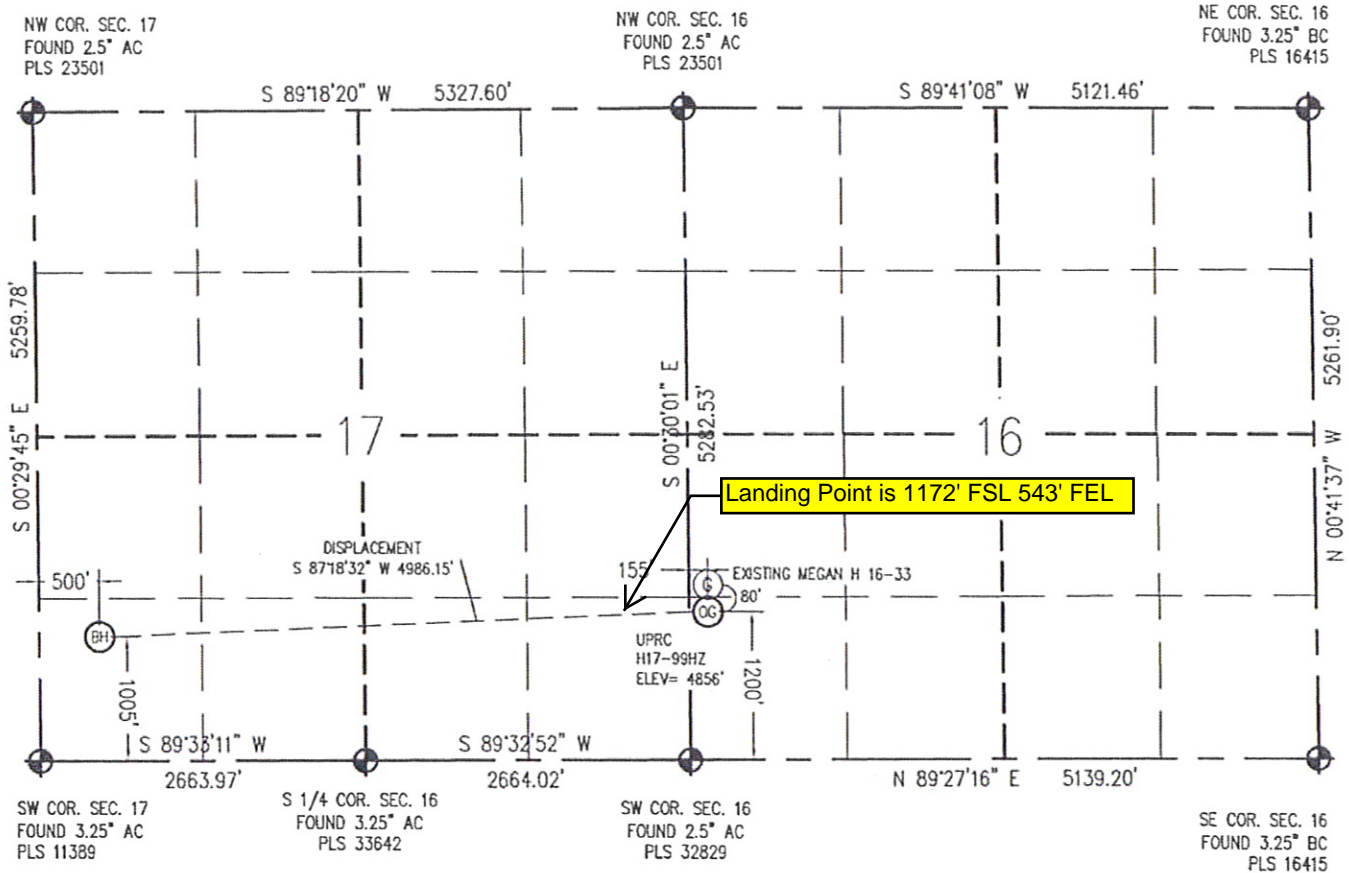 NW COR. SEC. 17
FOUND 2.5" AC
PLS 23501
NW COR. SEC. 16
FOUND 2.5" AC
PLS 23501
NE COR. SEC. 16
FOUND 3.25" BC
PLS 16415
S 89°18'20" W 5327.60'
S 89°41'08" W 5121.46'
S 00°29'45" E 5259.78'
S 00°00'01" E
5282.53'
N 00°41'37" W 5261.90'
17
16
Landing Point is 1172' FSL 543' FEL
DISPLACEMENT
S 87°18'32" W 4986.15'
500'
155'
G
EXISTING MEGAN H 16-33
80'
OG
BH
UPRC
H17-99HZ
ELEV= 4856'
1200'
1005'
S 89°33'11" W
2663.97'
S 89°32'52" W
2664.02'
N 89°27'16" E 5139.20'
SW COR. SEC. 17
FOUND 3.25" AC
PLS 11389
S 1/4 COR. SEC. 16
FOUND 3.25" AC
PLS 33642
SW COR. SEC. 16
FOUND 2.5" AC
PLS 32829
SE COR. SEC. 16
FOUND 3.25" BC
PLS 16415